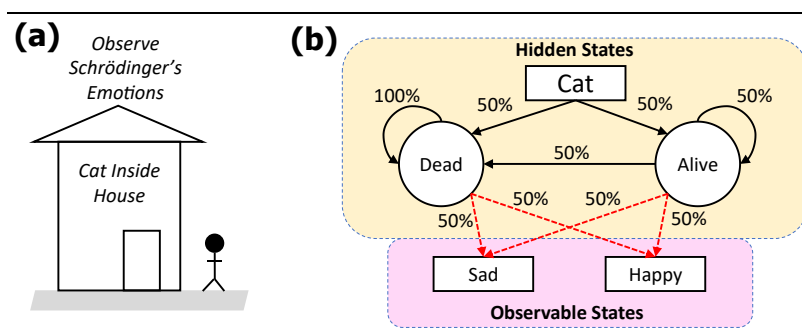 (a)
Observe
Schrödinger's
Emotions
Cat Inside
House
(b)
Hidden States
Cat
100%
50%
50%
50%
Dead
50%
Alive
50%
50%
50%
50%
Sad
Happy
Observable States